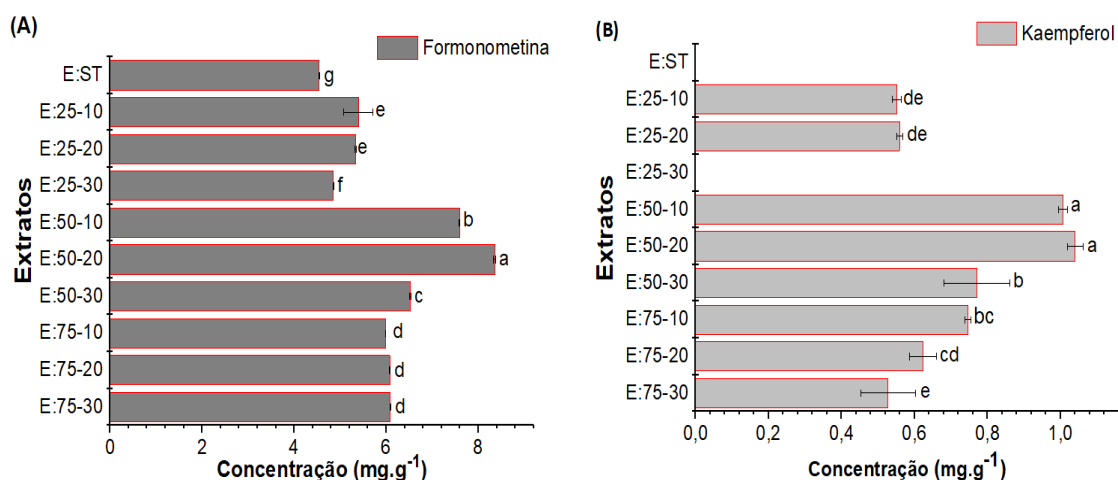 (A)
Formonometina
Extratos
E:ST
g
E:25-10
e
E:25-20
e
E:25-30
f
E:50-10
b
E:50-20
a
E:50-30
c
E:75-10
d
E:75-20
d
E:75-30
d
0 2 4 6 8
Concentração (mg.g⁻¹)
(B)
Kaempferol
Extratos
E:ST
E:25-10
de
E:25-20
de
E:25-30
E:50-10
a
E:50-20
a
E:50-30
b
E:75-10
bc
E:75-20
cd
E:75-30
e
0,0 0,2 0,4 0,6 0,8 1,0
Concentração (mg.g⁻¹)